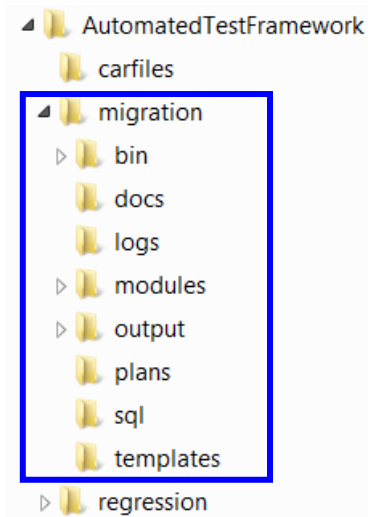 AutomatedTestFramework
carfiles
migration
bin
docs
logs
modules
output
plans
sql
templates
regression